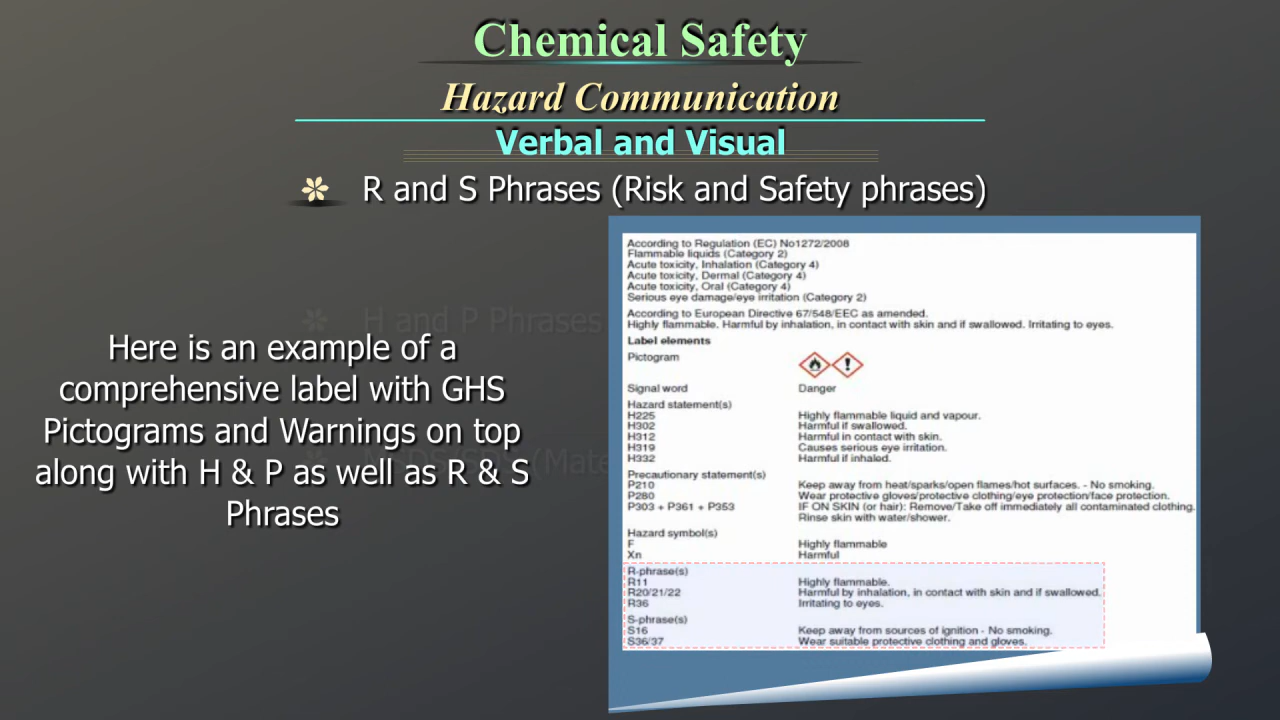 Chemical Safety
Hazard Communication
Verbal and Visual
R and S Phrases (Risk and Safety phrases)
H and P Phrases
Here is an example of a
comprehensive label with GHS
Pictograms and Warnings on top
along with H & P as well as R & S
Phrases
According to Regulation (EC) No1272/2008
Flammable liquids (Category 2)
Acute toxicity, Inhalation (Category 4)
Acute toxicity, Dermal (Category 4)
Acute toxicity, Oral (Category 4)
Serious eye damage/eye irritation (Category 2)
According to European Directive 67/548/EEC as amended.
Highly flammable. Harmful by inhalation, in contact with skin and if swallowed. Irritating to eyes.
Label elements
Pictogram
Signal word Danger
Hazard statement(s)
H225 Highly flammable liquid and vapour.
H302 Harmful if swallowed.
H312 Harmful in contact with skin.
H319 Causes serious eye irritation.
H332 Harmful if inhaled.
Precautionary statement(s)
P210 Keep away from heat/sparks/open flames/hot surfaces. - No smoking.
P280 Wear protective gloves/protective clothing/eye protection/face protection.
P303 + P361 + P353 IF ON SKIN (or hair): Remove/Take off immediately all contaminated clothing.
Rinse skin with water/shower.
Hazard symbol(s)
F Highly flammable
Xn Harmful
R-phrase(s)
R11 Highly flammable.
R20/21/22 Harmful by inhalation, in contact with skin and if swallowed.
R36 Irritating to eyes.
S-phrase(s)
S16 Keep away from sources of ignition - No smoking.
S36/37 Wear suitable protective clothing and gloves.